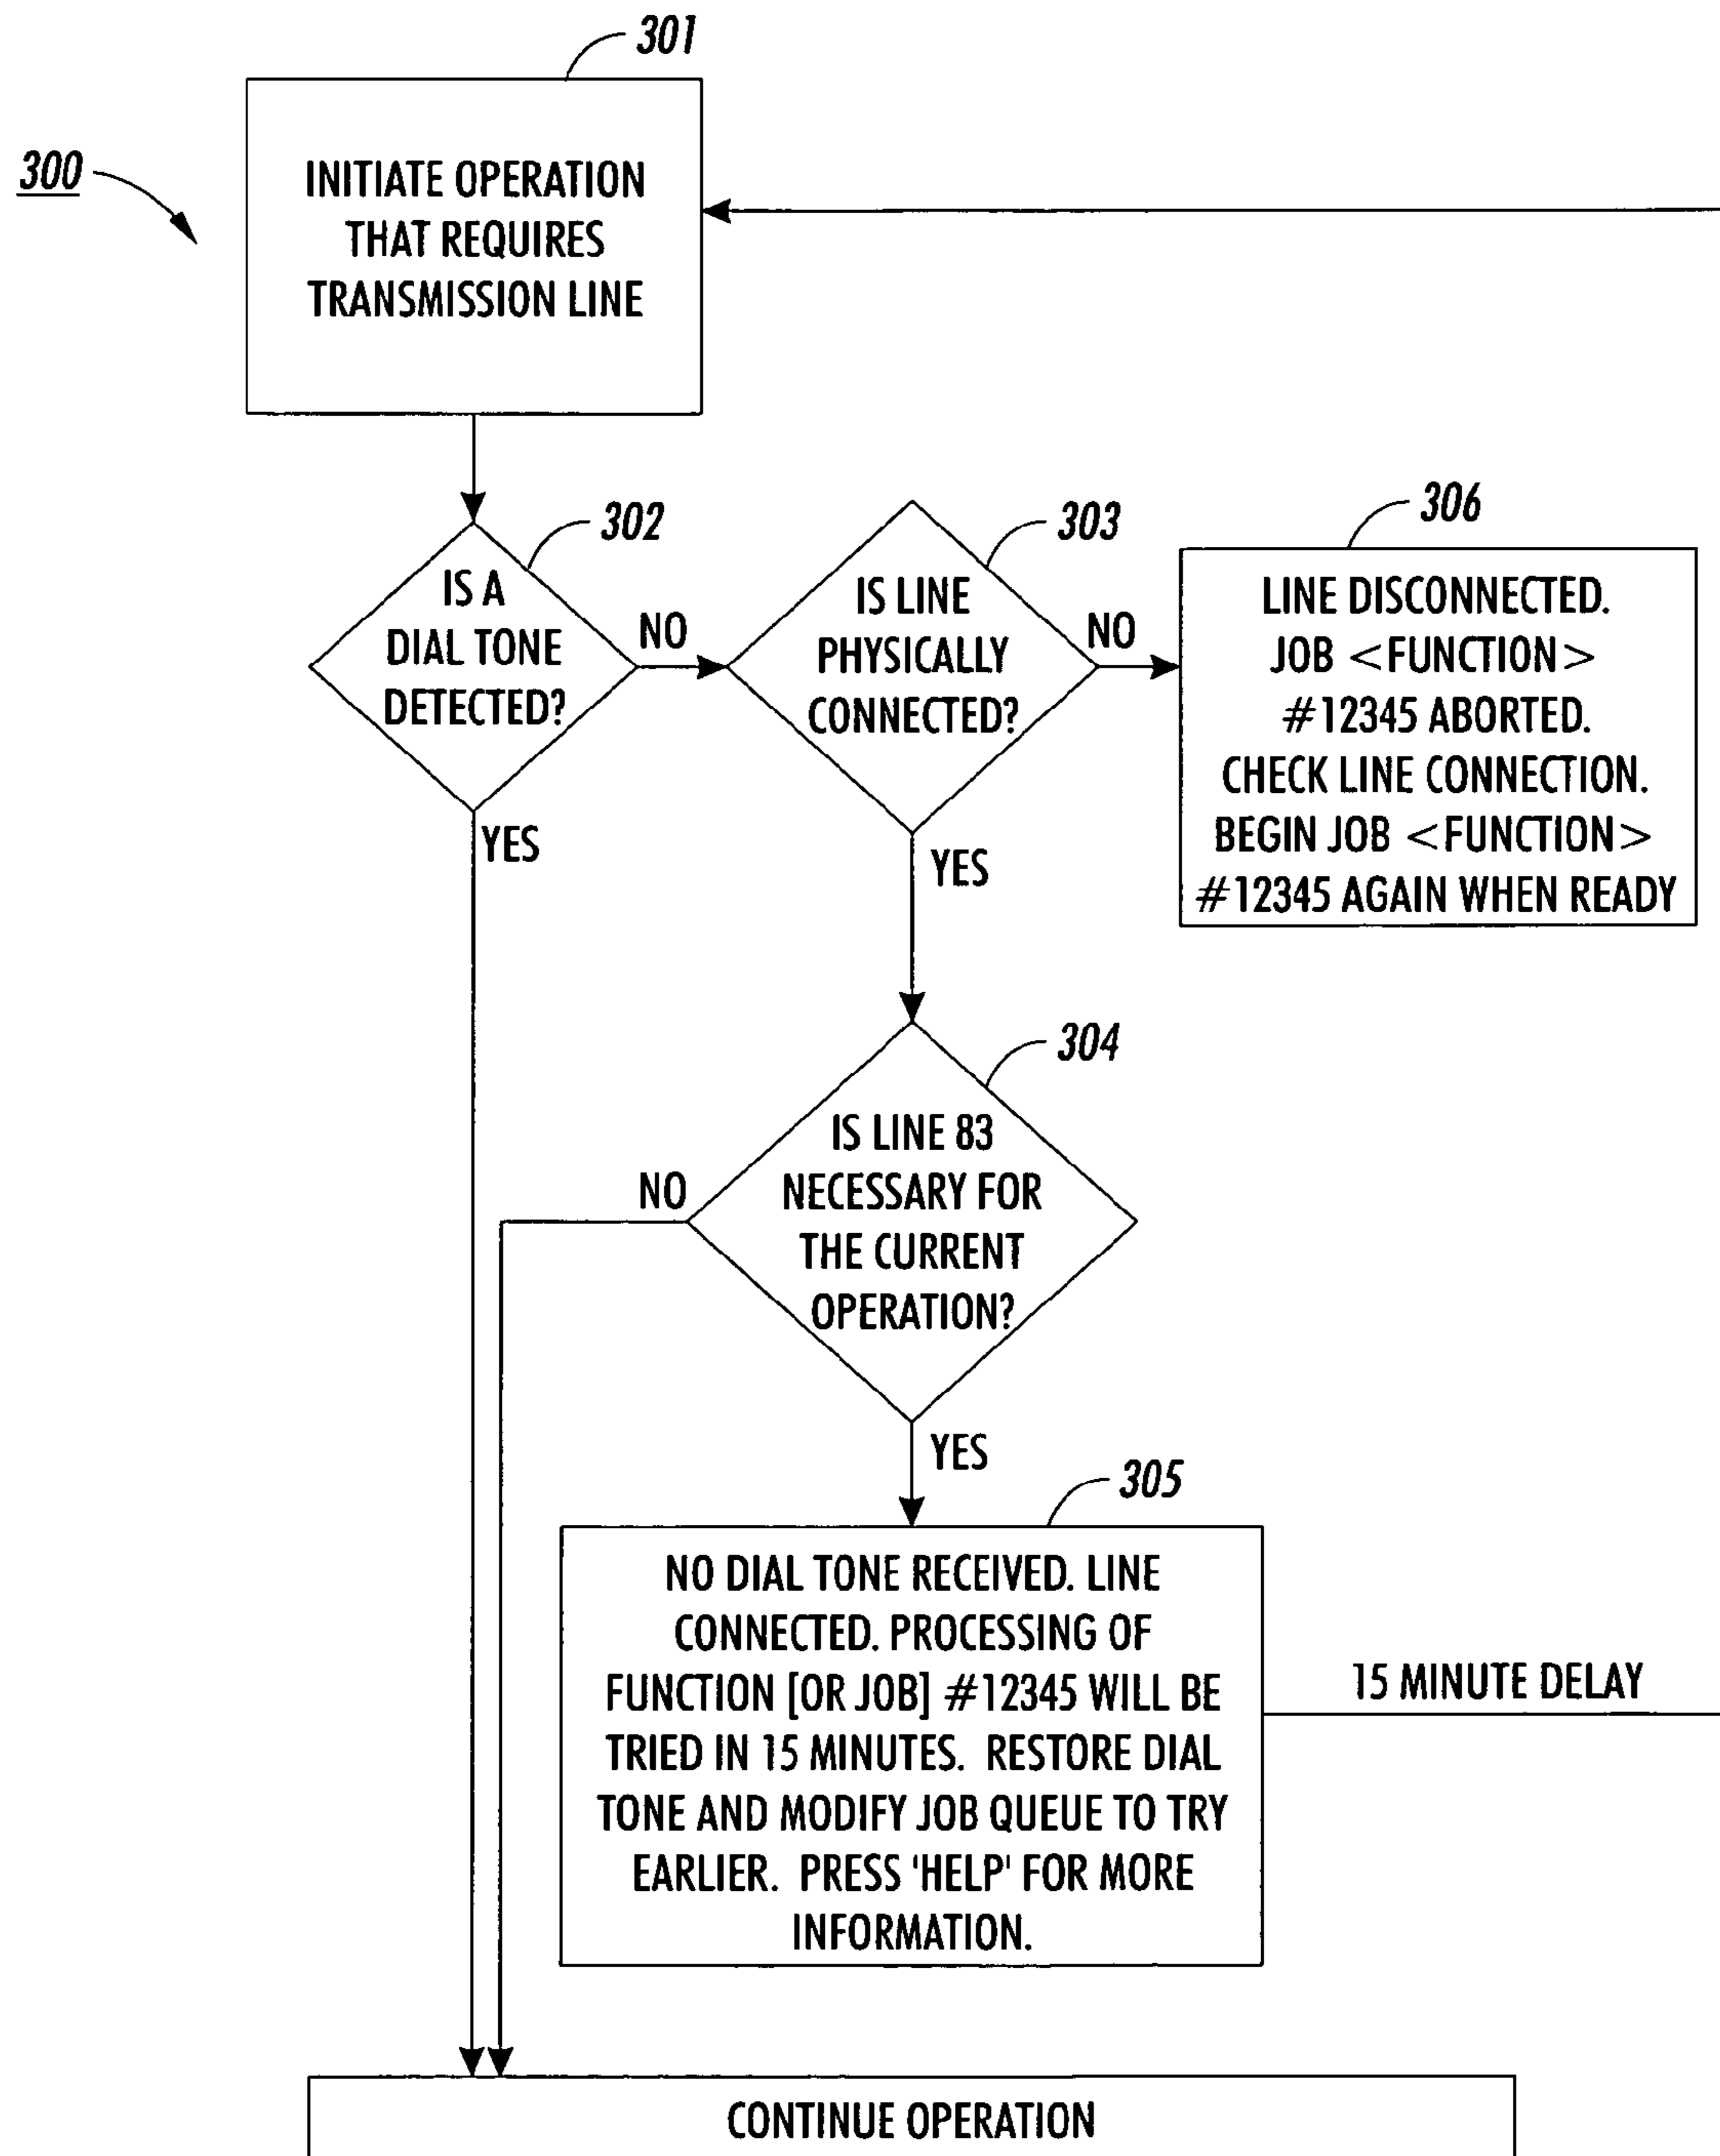 301
300
INITIATE OPERATION
THAT REQUIRES
TRANSMISSION LINE
302
IS A
DIAL TONE
DETECTED?
NO
YES
303
IS LINE
PHYSICALLY
CONNECTED?
NO
YES
306
LINE DISCONNECTED.
JOB <FUNCTION>
#12345 ABORTED.
CHECK LINE CONNECTION.
BEGIN JOB <FUNCTION>
#12345 AGAIN WHEN READY
304
IS LINE 83
NECESSARY FOR
THE CURRENT
OPERATION?
NO
YES
305
NO DIAL TONE RECEIVED. LINE
CONNECTED. PROCESSING OF
FUNCTION [OR JOB] #12345 WILL BE
TRIED IN 15 MINUTES. RESTORE DIAL
TONE AND MODIFY JOB QUEUE TO TRY
EARLIER. PRESS 'HELP' FOR MORE
INFORMATION.
15 MINUTE DELAY
CONTINUE OPERATION